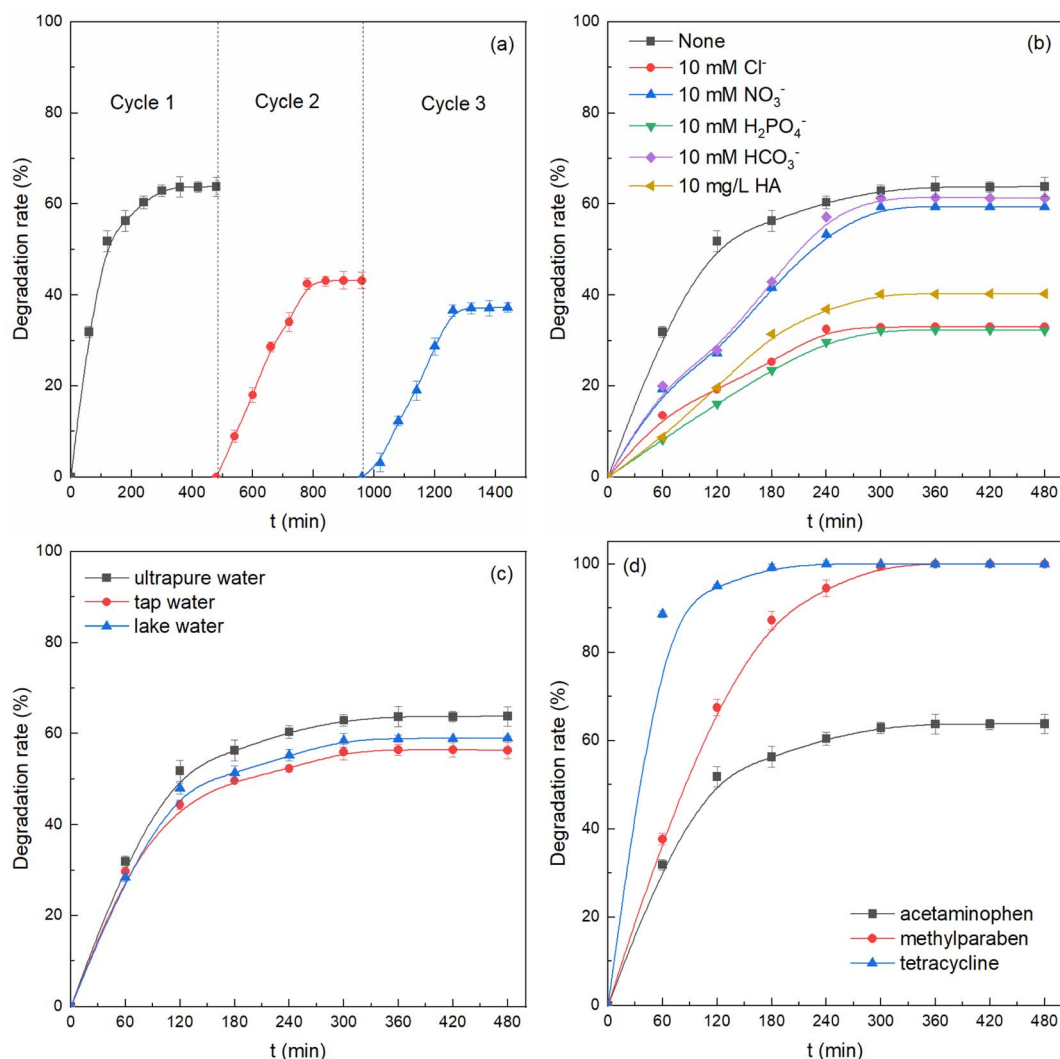 (a)
Cycle 1
Cycle 2
Cycle 3
Degradation rate (%)
100
80
60
40
20
0
0 200 400 600 800 1000 1200 1400
t (min)
(b)
None
10 mM Cl⁻
10 mM NO₃⁻
10 mM H₂PO₄⁻
10 mM HCO₃⁻
10 mg/L HA
Degradation rate (%)
100
80
60
40
20
0
0 60 120 180 240 300 360 420 480
t (min)
(c)
ultrapure water
tap water
lake water
Degradation rate (%)
100
80
60
40
20
0
0 60 120 180 240 300 360 420 480
t (min)
(d)
Degradation rate (%)
100
80
60
40
20
0
acetaminophen
methylparaben
tetracycline
0 60 120 180 240 300 360 420 480
t (min)